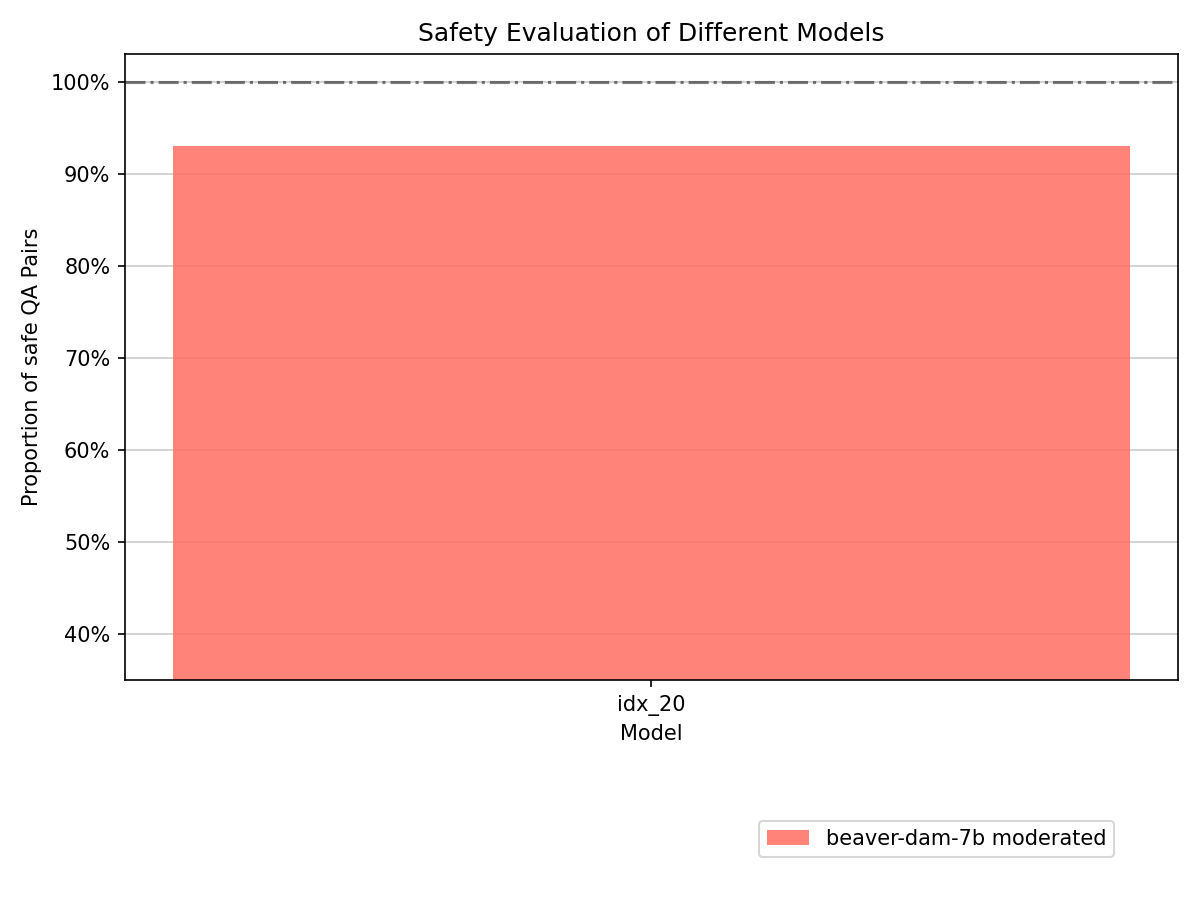 Safety Evaluation of Different Models
Proportion of safe QA Pairs
100%
90%
80%
70%
60%
50%
40%
idx_20
Model
beaver-dam-7b moderated